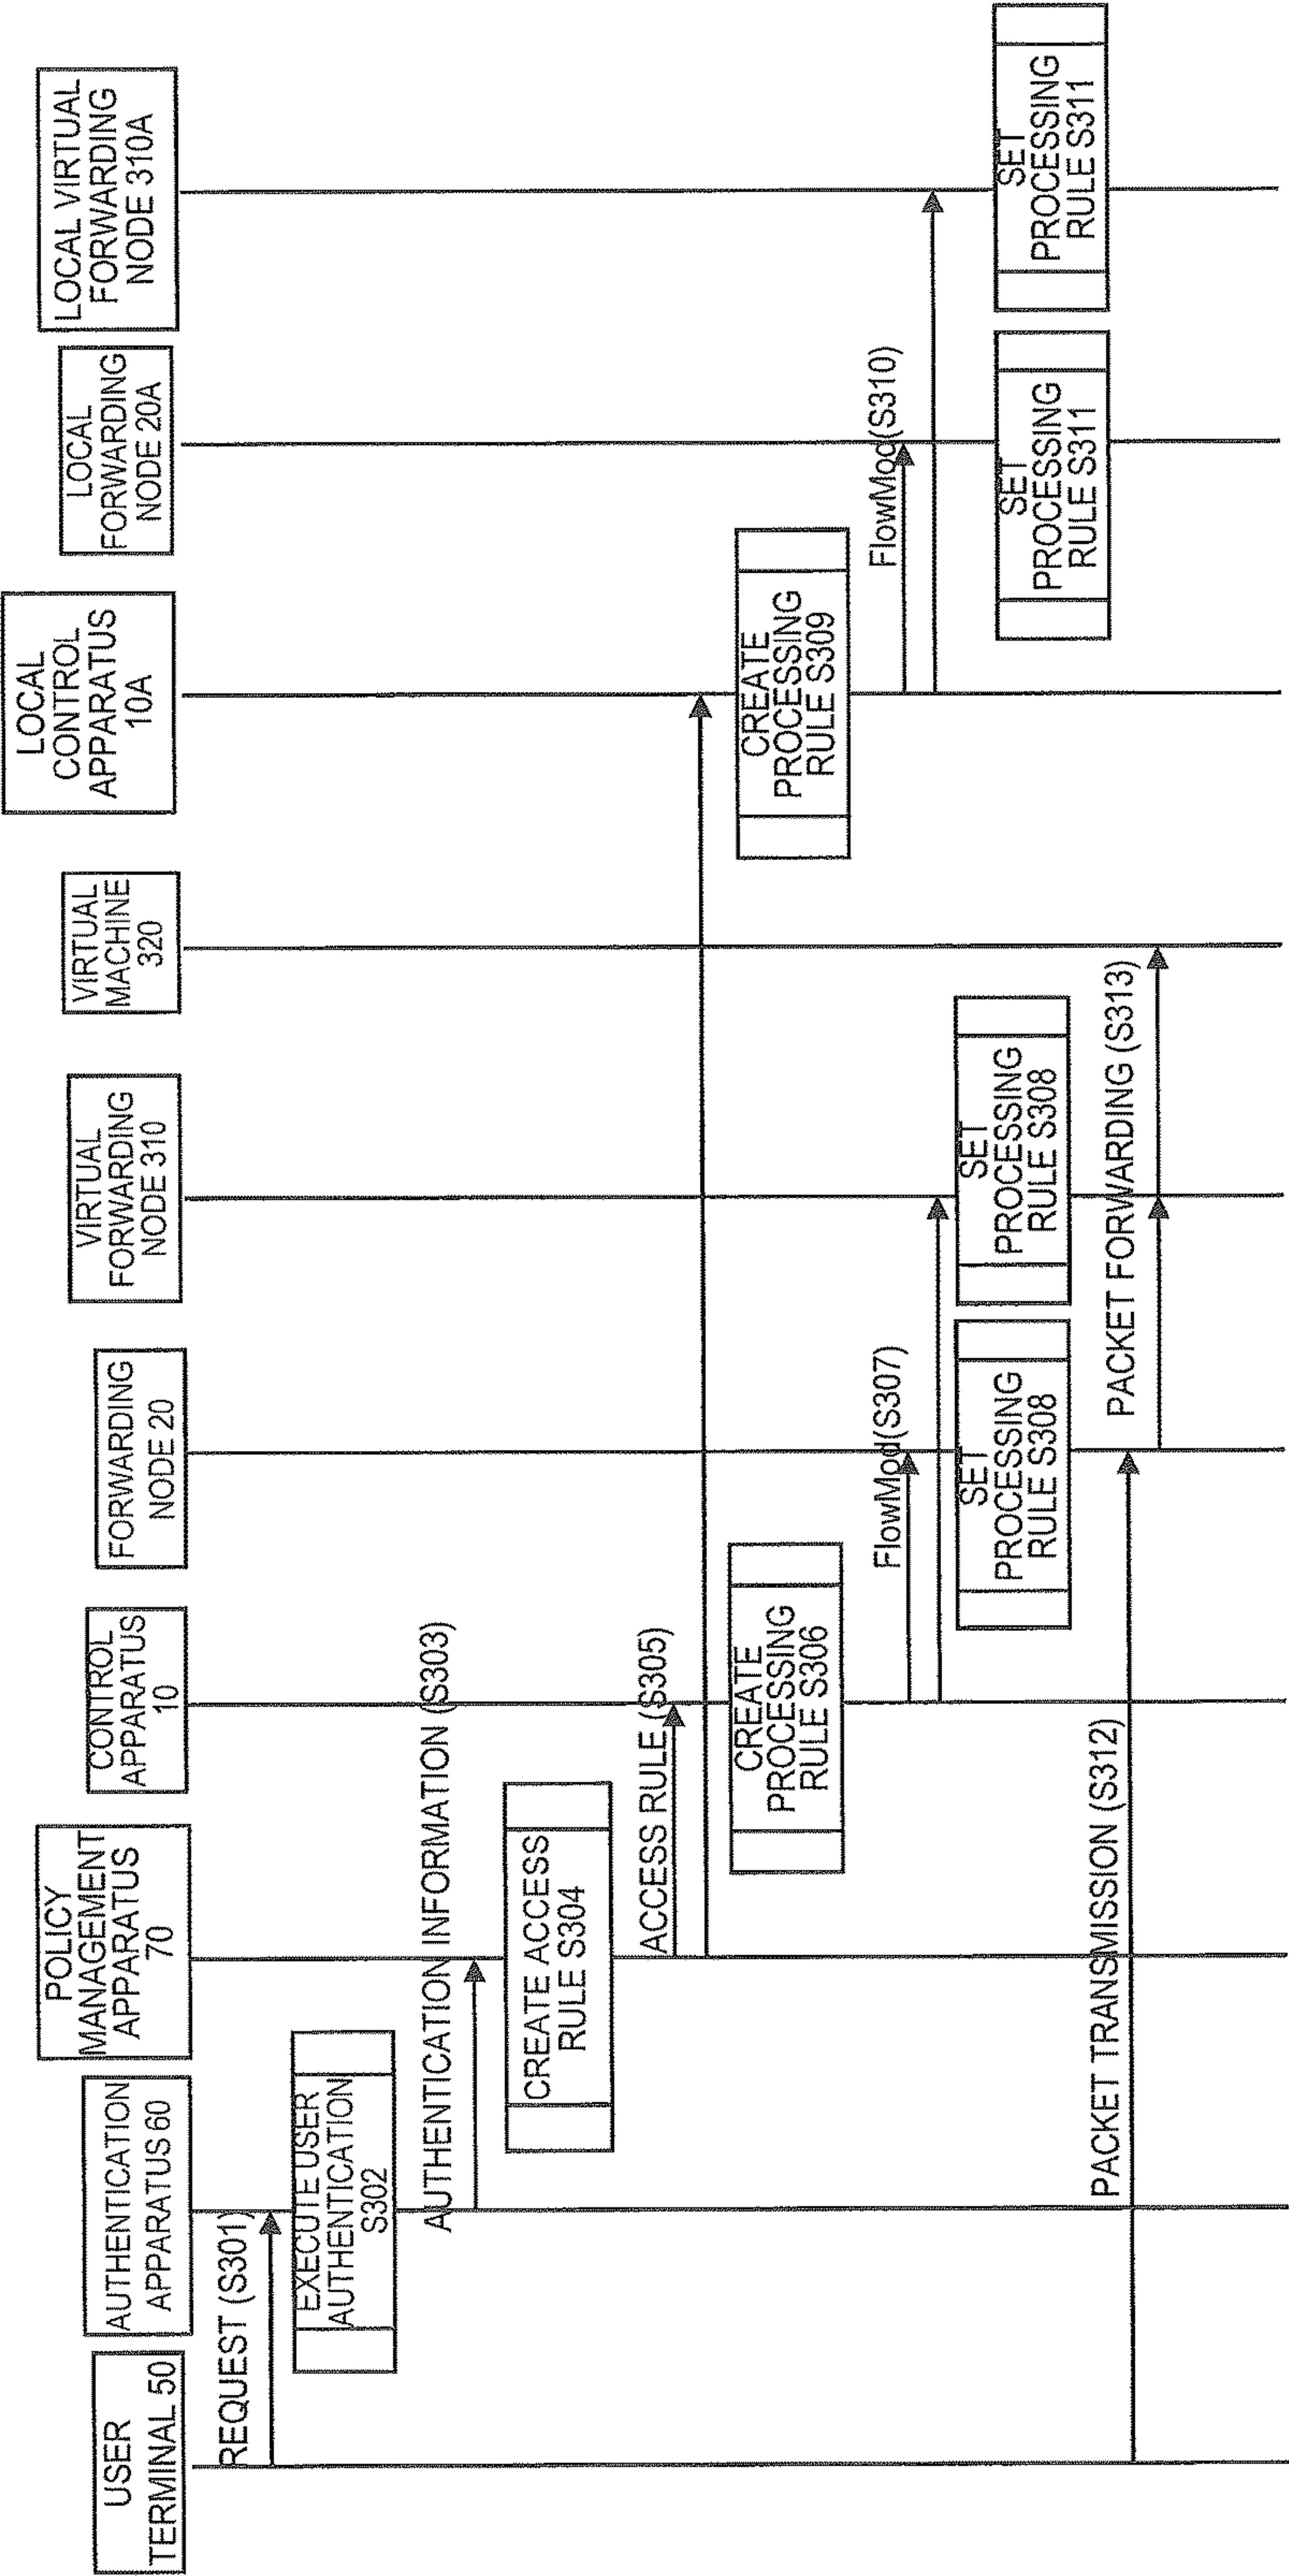 USER
TERMINAL 50
AUTHENTICATION
APPARATUS 60
POLICY
MANAGEMENT
APPARATUS
70
CONTROL
APPARATUS
10
FORWARDING
NODE 20
VIRTUAL
FORWARDING
NODE 310
VIRTUAL
MACHINE
320
LOCAL
CONTROL
APPARATUS
10A
LOCAL
FORWARDING
NODE 20A
LOCAL VIRTUAL
FORWARDING
NODE 310A
REQUEST (S301)
EXECUTE USER
AUTHENTICATION
S302
AUTHENTICATION INFORMATION (S303)
CREATE ACCESS
RULE S304
ACCESS RULE (S305)
CREATE
PROCESSING
RULE S306
CREATE
PROCESSING
RULE S309
FlowMod(S307)
FlowMod(S310)
SET
PROCESSING
RULE S308
SET
PROCESSING
RULE S308
SET
PROCESSING
RULE S311
SET
PROCESSING
RULE S311
PACKET TRANSMISSION (S312)
PACKET FORWARDING (S313)